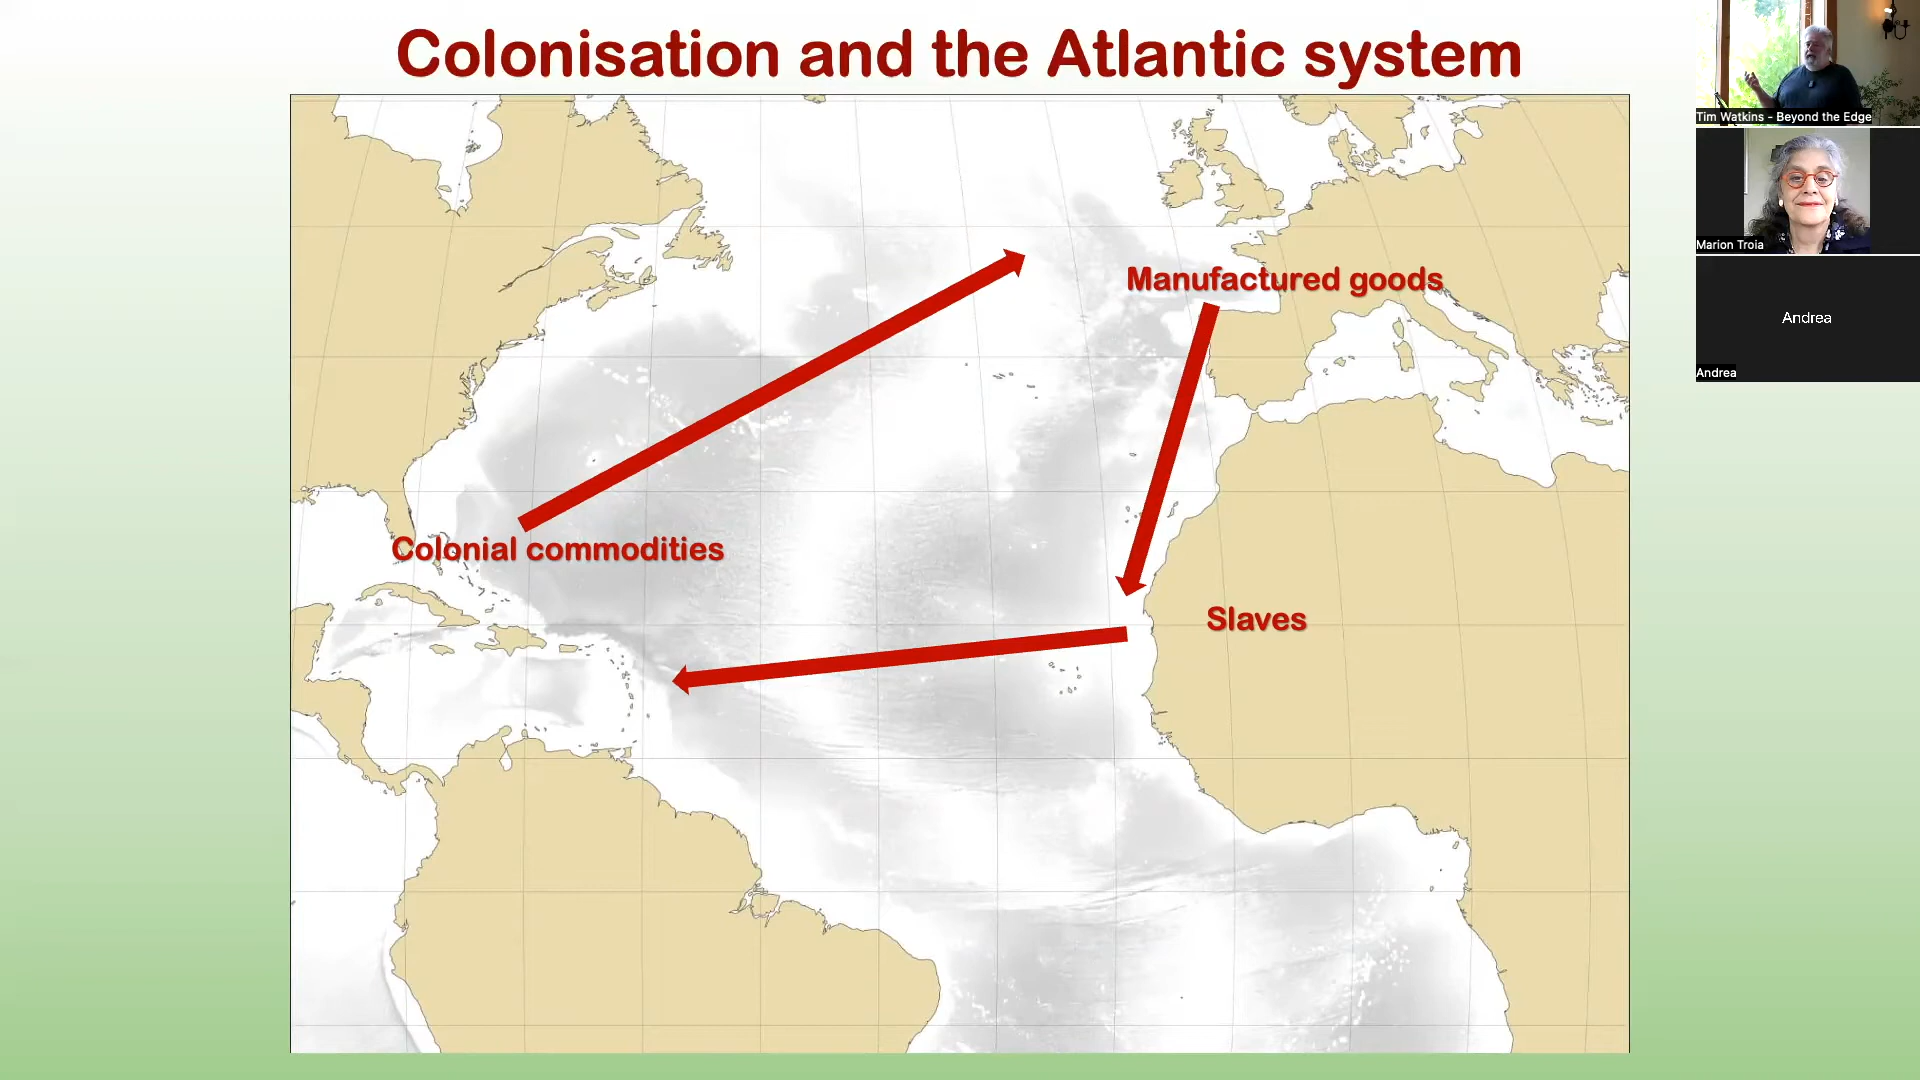 Colonisation and the Atlantic system
Tim Watkins - Beyond the Edge
Marion Troia
Manufactured goods
Andrea
Andrea
Colonial commodities
Slaves